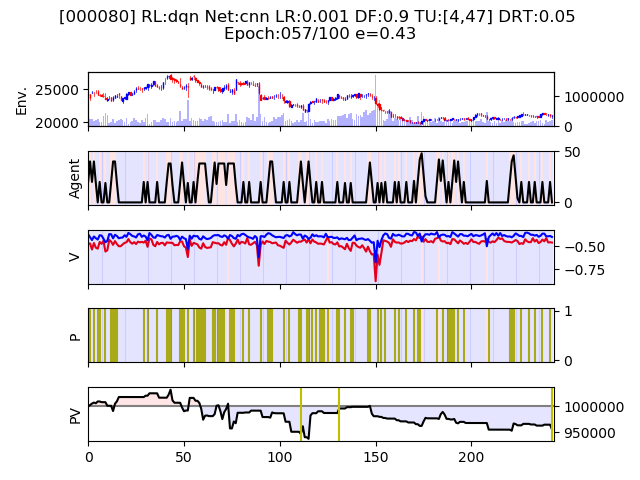 [000080] RL:dqn Net:cnn LR:0.001 DF:0.9 TU:[4,47] DRT:0.05
Epoch:057/100 e=0.43
Env.
25000
20000
1000000
0
Agent
50
0
V
−0.50
−0.75
P
1
0
PV
1000000
950000
0
50
100
150
200